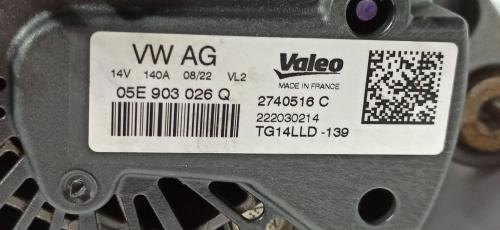 VW AG
14V 140A 08/22 VL2
05E 903 026 Q
Valeo
MADE IN FRANCE
2740516 C
222030214
TG14LLD -139